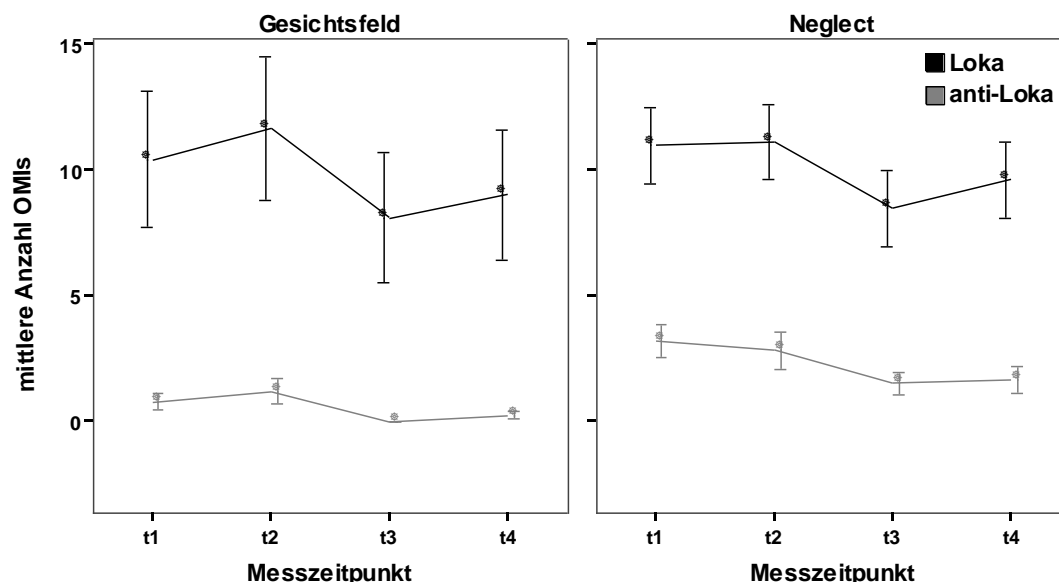 Gesichtsfeld
Neglect
15
10
5
0
mittlere Anzahl OMIs
Loka
anti-Loka
t1 t2 t3 t4
t1 t2 t3 t4
Messzeitpunkt
Messzeitpunkt